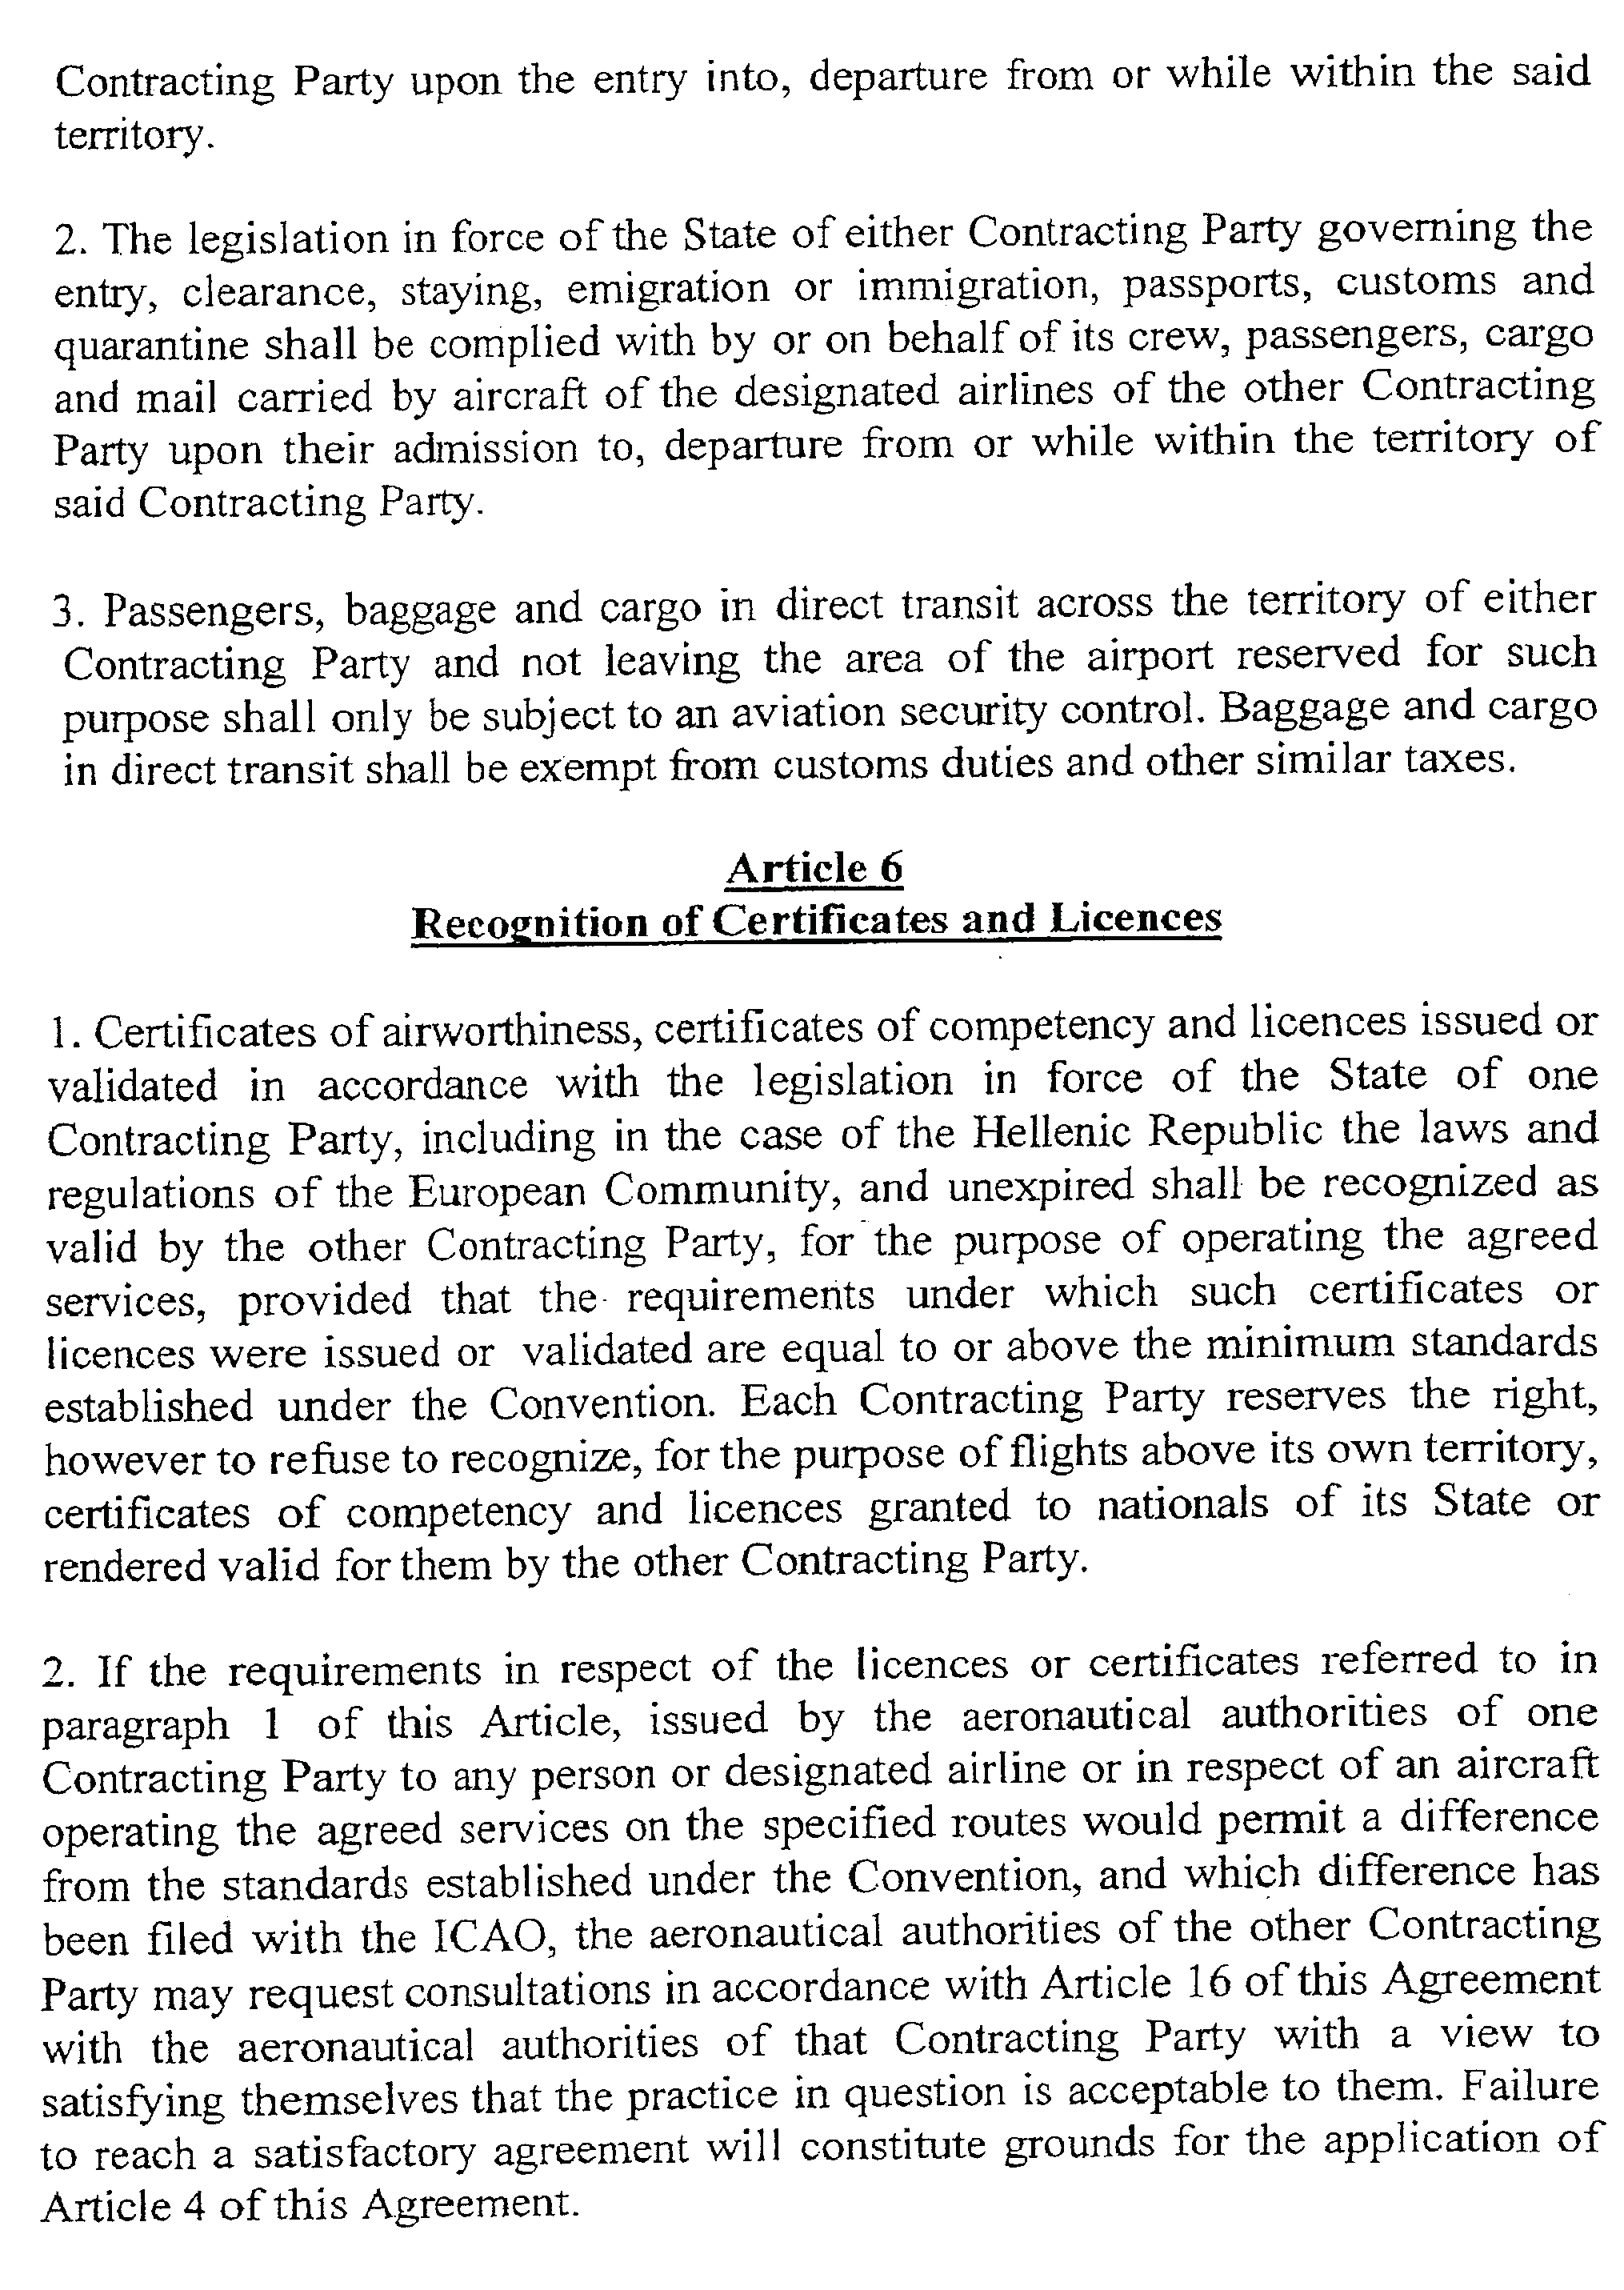 Contracting Party upon the entry into, departure from or while within the said
territory.
2. The legislation in force of the State of either Contracting Party governing the
entry, clearance, staying, emigration or immigration, passports, customs and
quarantine shall be complied with by or on behalf of its crew, passengers, cargo
and mail carried by aircraft of the designated airlines of the other Contracting
Party upon their admission to, departure from or while within the territory of
said Contracting Party.
3. Passengers, baggage and cargo in direct transit across the territory of either
Contracting Party and not leaving the area of the airport reserved for such
purpose shall only be subject to an aviation security control. Baggage and cargo
in direct transit shall be exempt from customs duties and other similar taxes.
Article 6
Recognition of Certificates and Licences
1. Certificates of airworthiness, certificates of competency and licences issued or
validated in accordance with the legislation in force of the State of one
Contracting Party, including in the case of the Hellenic Republic the laws and
regulations of the European Community, and unexpired shall be recognized as
valid by the other Contracting Party, for the purpose of operating the agreed
services, provided that the requirements under which such certificates or
licences were issued or validated are equal to or above the minimum standards
established under the Convention. Each Contracting Party reserves the right,
however to refuse to recognize, for the purpose of flights above its own territory,
certificates of competency and licences granted to nationals of its State or
rendered valid for them by the other Contracting Party.
2. If the requirements in respect of the licences or certificates referred to in
paragraph 1 of this Article, issued by the aeronautical authorities of one
Contracting Party to any person or designated airline or in respect of an aircraft
operating the agreed services on the specified routes would permit a difference
from the standards established under the Convention, and which difference has
been filed with the ICAO, the aeronautical authorities of the other Contracting
Party may request consultations in accordance with Article 16 of this Agreement
with the aeronautical authorities of that Contracting Party with a view to
satisfying themselves that the practice in question is acceptable to them. Failure
to reach a satisfactory agreement will constitute grounds for the application of
Article 4 of this Agreement.